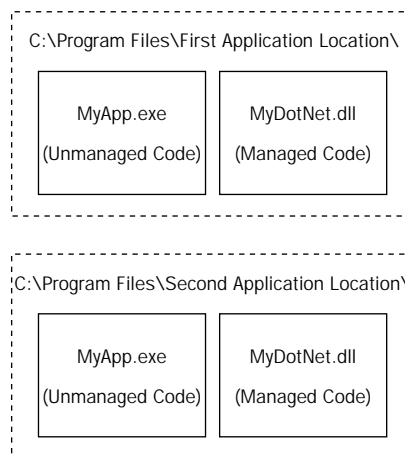 C:\Program Files\First Application Location\
MyApp.exe
(Unmanaged Code)
MyDotNet.dll
(Managed Code)
C:\Program Files\Second Application Location\
MyApp.exe
(Unmanaged Code)
MyDotNet.dll
(Managed Code)